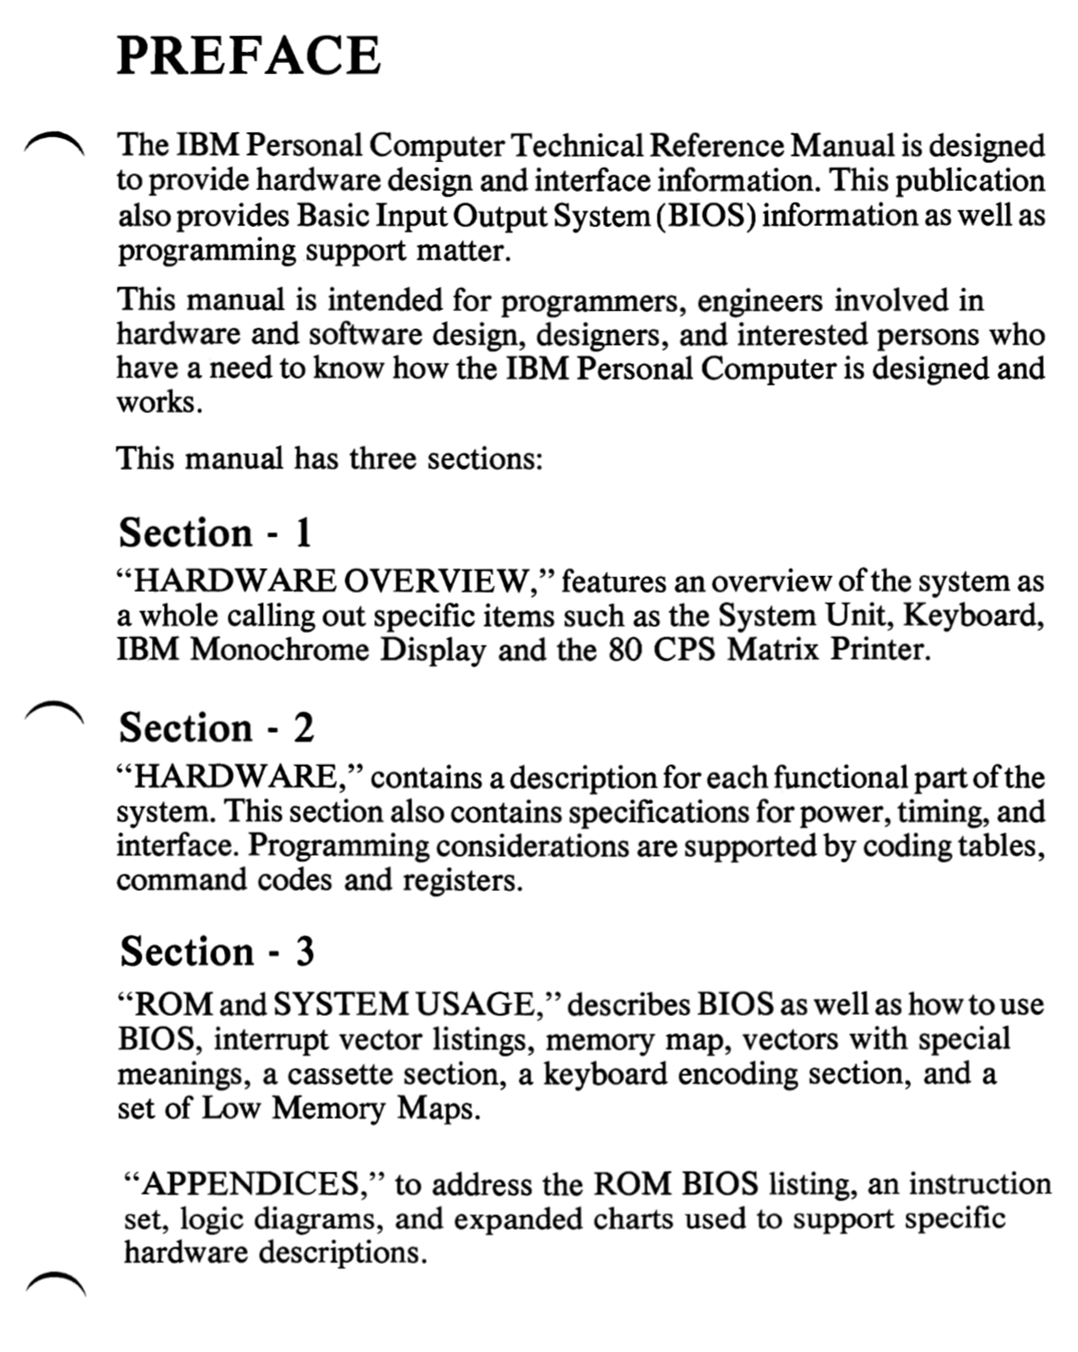 PREFACE
The IBM Personal Computer Technical Reference Manual is designed
to provide hardware design and interface information. This publication
also provides Basic Input Output System (BIOS) information as well as
programming support matter.
This manual is intended for programmers, engineers involved in
hardware and software design, designers, and interested persons who
have a need to know how the IBM Personal Computer is designed and
works.
This manual has three sections:
Section - 1
“HARDWARE OVERVIEW,” features an overview of the system as
a whole calling out specific items such as the System Unit, Keyboard,
IBM Monochrome Display and the 80 CPS Matrix Printer.
Section - 2
“HARDWARE,” contains a description for each functional part of the
system. This section also contains specifications for power, timing, and
interface. Programming considerations are supported by coding tables,
command codes and registers.
Section - 3
“ROM and SYSTEM USAGE,” describes BIOS as well as how to use
BIOS, interrupt vector listings, memory map, vectors with special
meanings, a cassette section, a keyboard encoding section, and a
set of Low Memory Maps.
“APPENDICES,” to address the ROM BIOS listing, an instruction
set, logic diagrams, and expanded charts used to support specific
hardware descriptions.